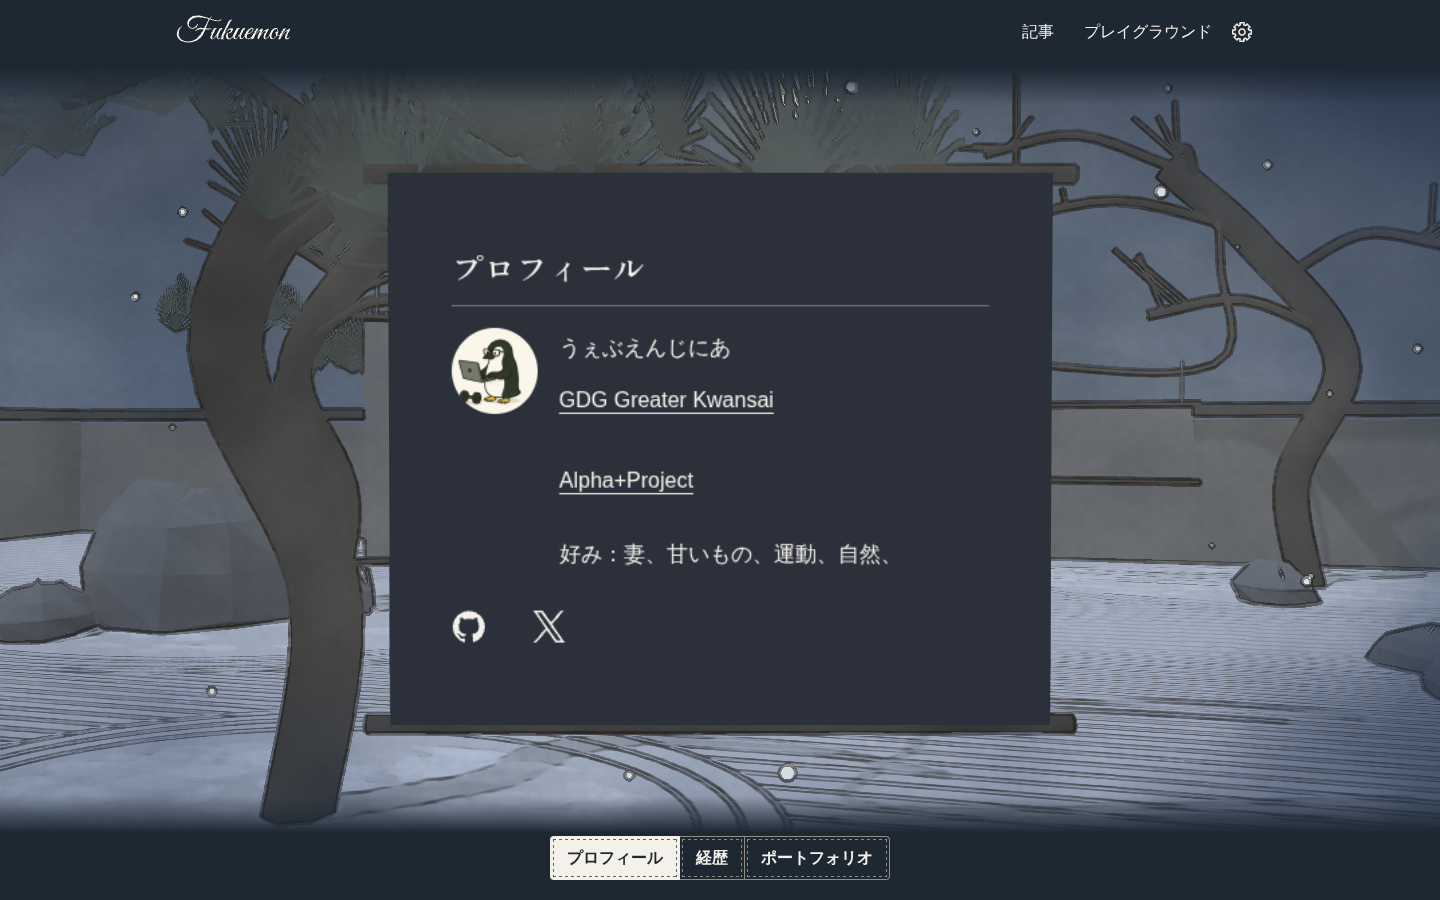 Fukuemon
記事
プレイグラウンド
プロフィール
うぇぶえんじにあ
GDG Greater Kwansai
Alpha+Project
好み：妻、甘いもの、運動、自然、
プロフィール
経歴
ポートフォリオ